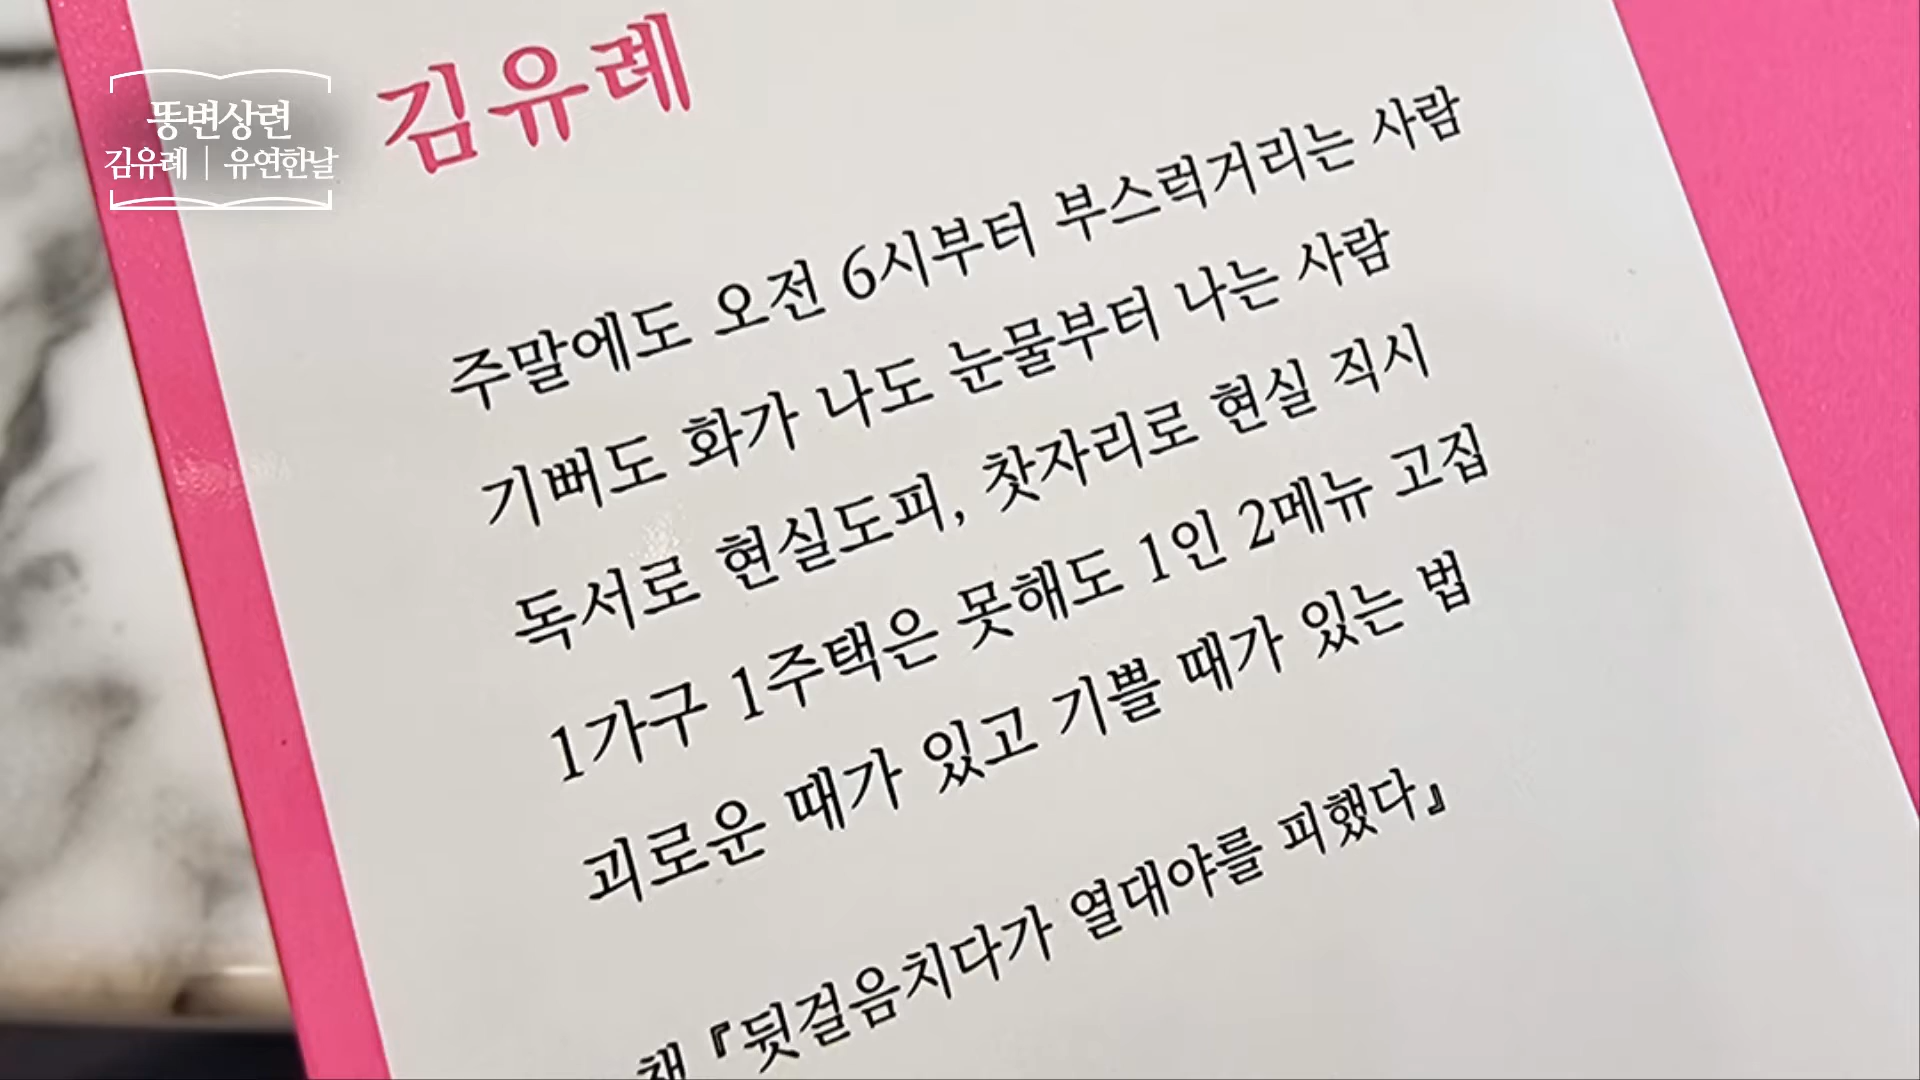 똥변상련
김유례 | 유연한날
김유례
주말에도 오전 6시부터 부스럭거리는 사람
기뻐도 화가 나도 눈물부터 나는 사람
독서로 현실도피, 찻자리로 현실 직시
1가구 1주택은 못해도 1인 2메뉴 고집
괴로운 때가 있고 기쁠 때가 있는 법
책 『뒷걸음치다가 열대야를 피했다』